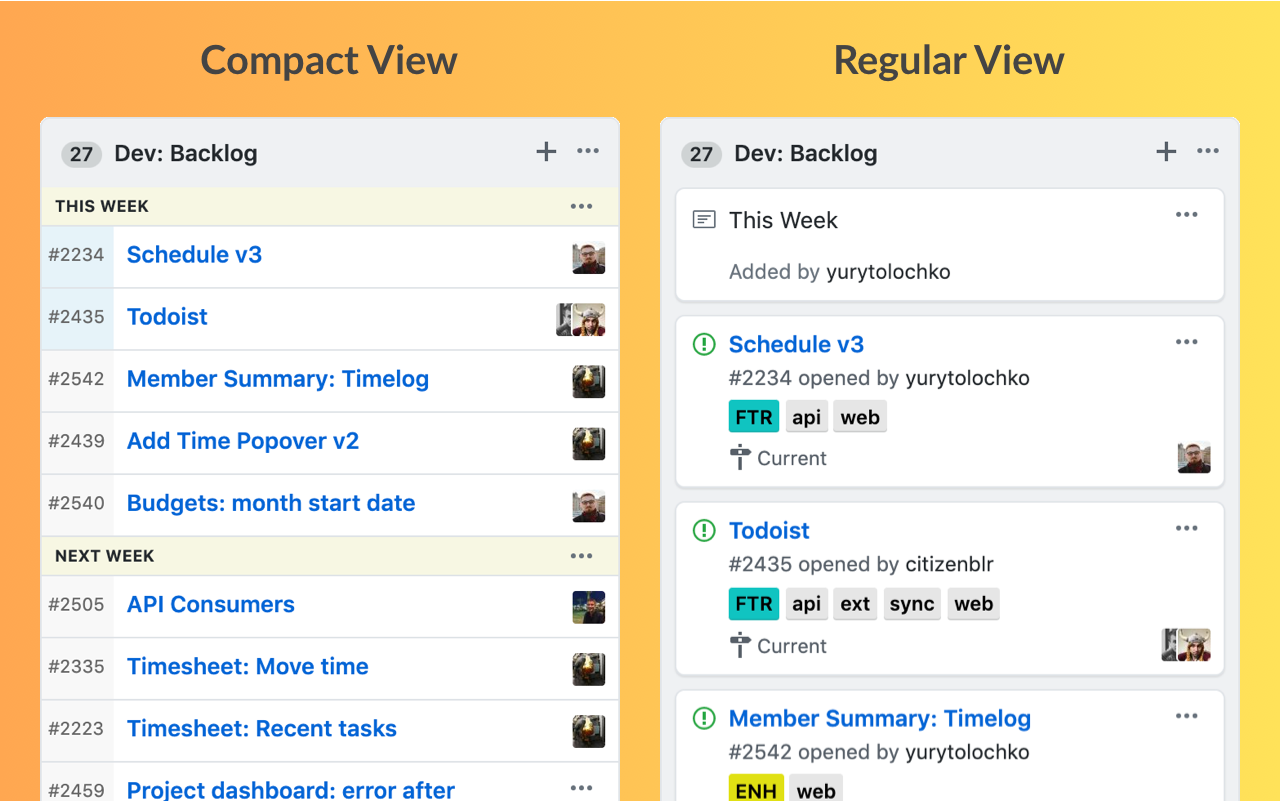 Compact View
27 Dev: Backlog
THIS WEEK
#2234 Schedule v3
#2435 Todoist
#2542 Member Summary: Timelog
#2439 Add Time Popover v2
#2540 Budgets: month start date
NEXT WEEK
#2505 API Consumers
#2335 Timesheet: Move time
#2223 Timesheet: Recent tasks
#2459 Project dashboard: error after
Regular View
27 Dev: Backlog
This Week
Added by yurytolochko
Schedule v3
#2234 opened by yurytolochko
FTR api web
Current
Todoist
#2435 opened by citizenblr
FTR api ext sync web
Current
Member Summary: Timelog
#2542 opened by yurytolochko
ENH web